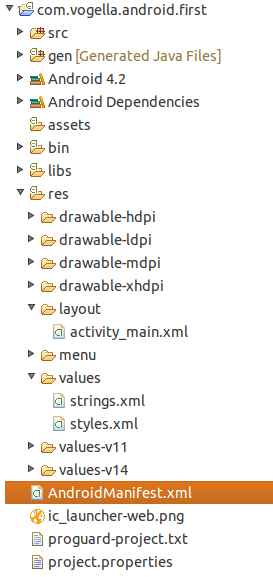 com.vogella.android.first
src
gen [Generated Java Files]
Android 4.2
Android Dependencies
assets
bin
libs
res
drawable-hdpi
drawable-ldpi
drawable-mdpi
drawable-xhdpi
layout
activity_main.xml
menu
values
strings.xml
styles.xml
values-v11
values-v14
AndroidManifest.xml
ic_launcher-web.png
proguard-project.txt
project.properties